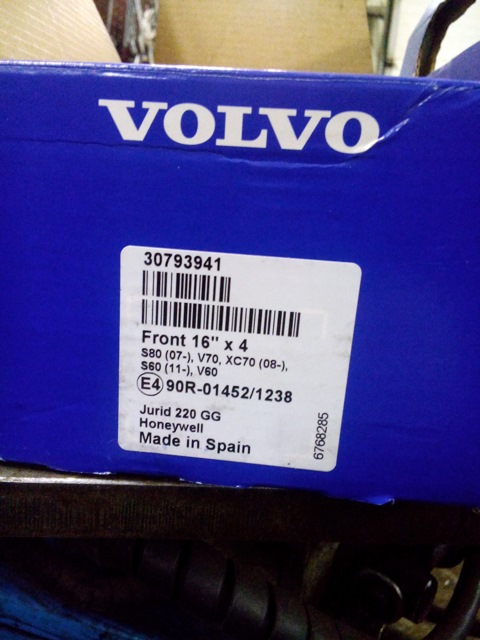 VOLVO
30793941
Front 16" x 4
S80 (07-), V70, XC70 (08-),
S60 (11-), V60
E4 90R-01452/1238
Jurid 220 GG
Honeywell
Made in Spain
6768285